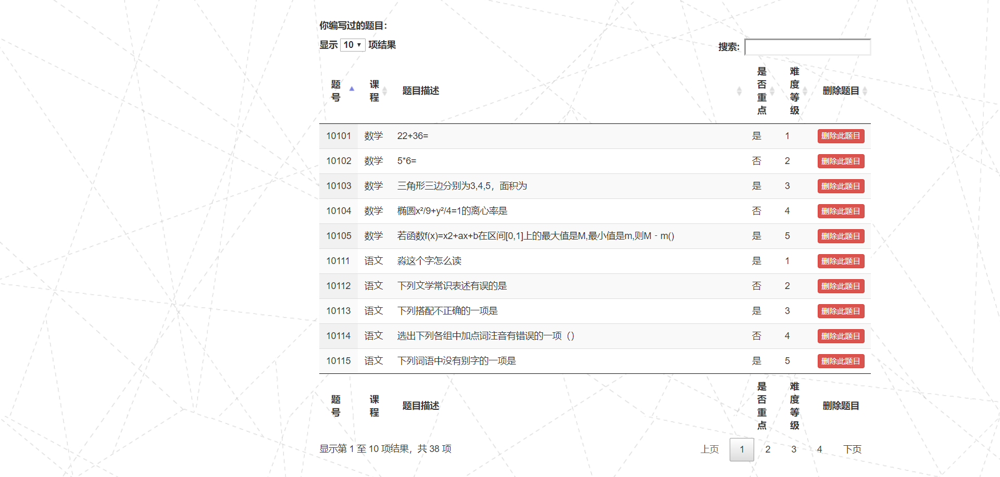 你编写过的题目：
显示 10 项结果
搜索:
题号 课程 题目描述 是否重点 难度等级 删除题目
10101 数学 22+36= 是 1 删除此题目
10102 数学 5*6= 否 2 删除此题目
10103 数学 三角形三边分别为3,4,5，面积为 是 3 删除此题目
10104 数学 椭圆x²/9+y²/4=1的离心率是 否 4 删除此题目
10105 数学 若函数f(x)=x2+ax+b在区间[0,1]上的最大值是M,最小值是m,则M﹣m() 是 5 删除此题目
10111 语文 淼这个字怎么读 是 1 删除此题目
10112 语文 下列文学常识表述有误的是 否 2 删除此题目
10113 语文 下列搭配不正确的一项是 是 3 删除此题目
10114 语文 选出下列各组中加点词注音有错误的一项（） 否 4 删除此题目
10115 语文 下列词语中没有别字的一项是 是 5 删除此题目
题号 课程 题目描述 是否重点 难度等级 删除题目
显示第 1 至 10 项结果，共 38 项
上页 1 2 3 4 下页